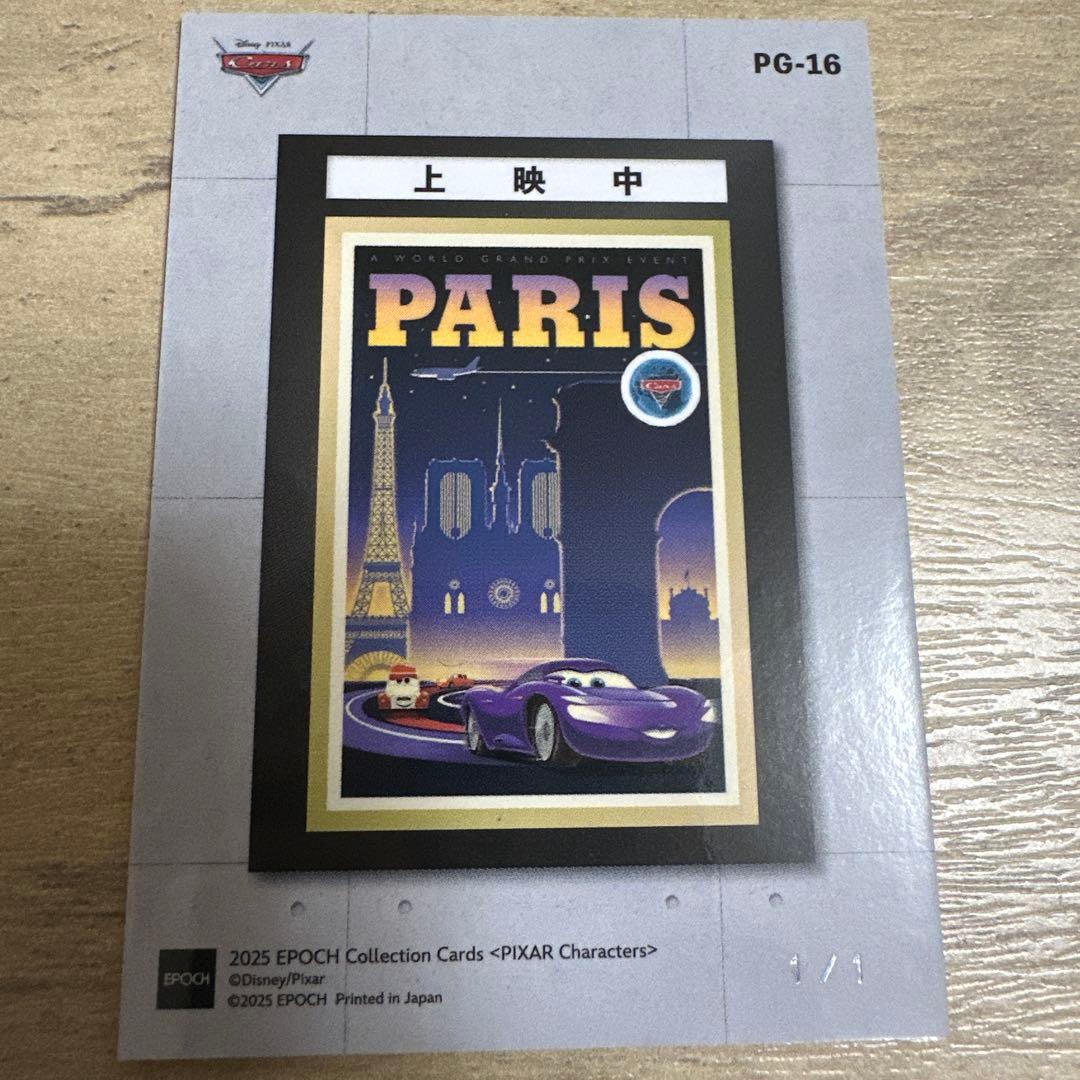 Disney PIXAR
Cars
PG-16
上映中
A WORLD GRAND PRIX EVENT
PARIS
Cars
2025 EPOCH Collection Cards <PIXAR Characters>
EPOCH
©Disney/Pixar
©2025 EPOCH Printed in Japan
1/1